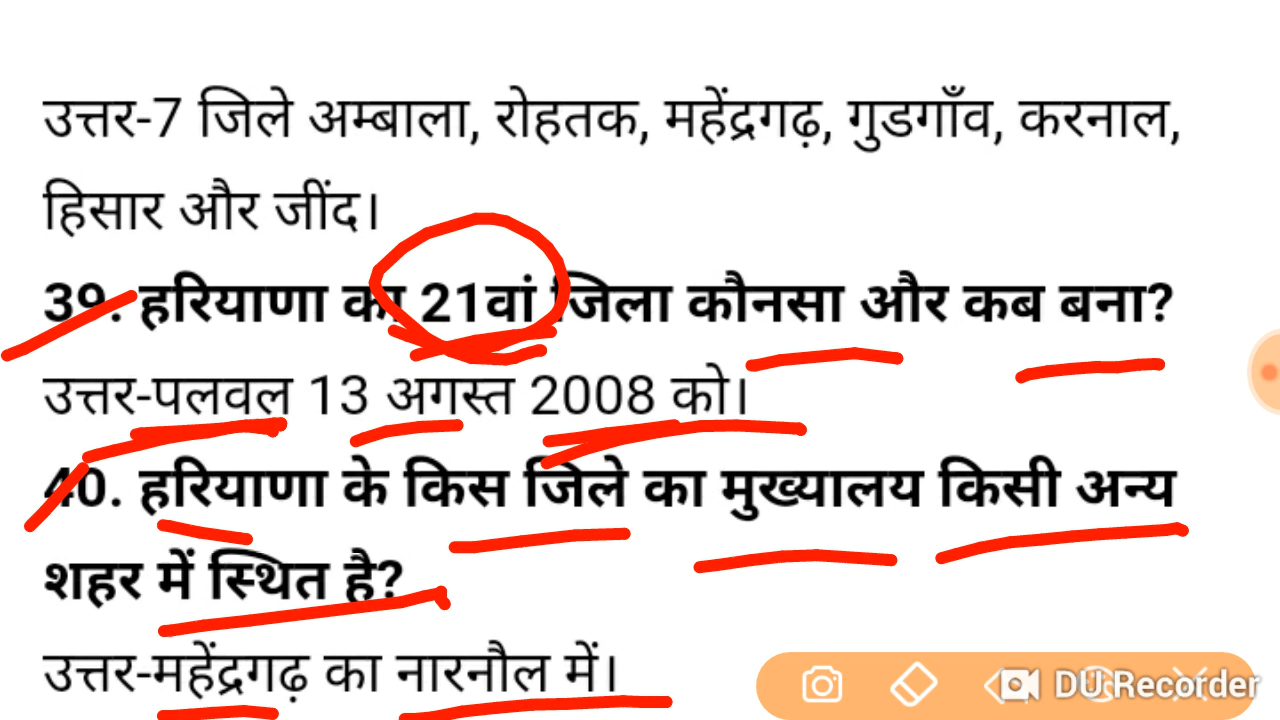 उत्तर-7 जिले अम्बाला, रोहतक, महेंद्रगढ़, गुडगाँव, करनाल,
हिसार और जींद।
39. हरियाणा का 21वां जिला कौनसा और कब बना?
उत्तर-पलवल 13 अगस्त 2008 को।
40. हरियाणा के किस जिले का मुख्यालय किसी अन्य
शहर में स्थित है?
उत्तर-महेंद्रगढ़ का नारनौल में।
DU Recorder